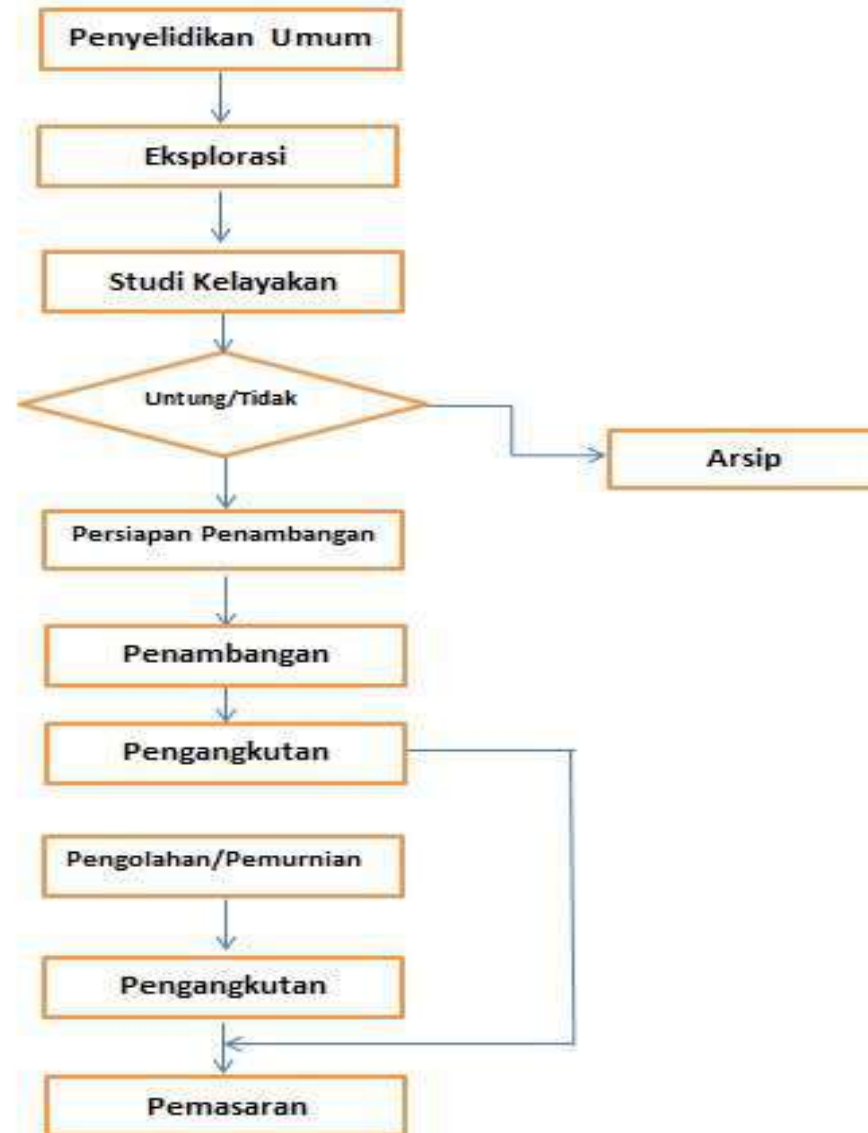 Penyelidikan Umum
Eksplorasi
Studi Kelayakan
Untung/Tidak
Arsip
Persiapan Penambangan
Penambangan
Pengangkutan
Pengolahan/Pemurnian
Pengangkutan
Pemasaran